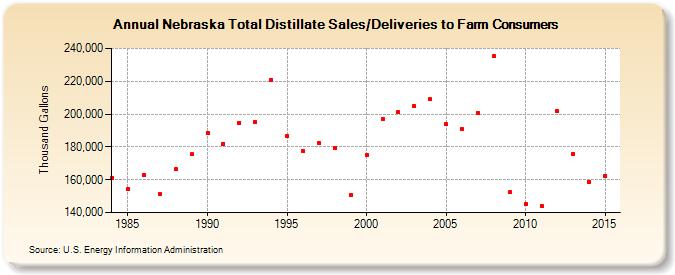 Annual Nebraska Total Distillate Sales/Deliveries to Farm Consumers
Thousand Gallons
240,000
220,000
200,000
180,000
160,000
140,000
1985 1990 1995 2000 2005 2010 2015
Source: U.S. Energy Information Administration